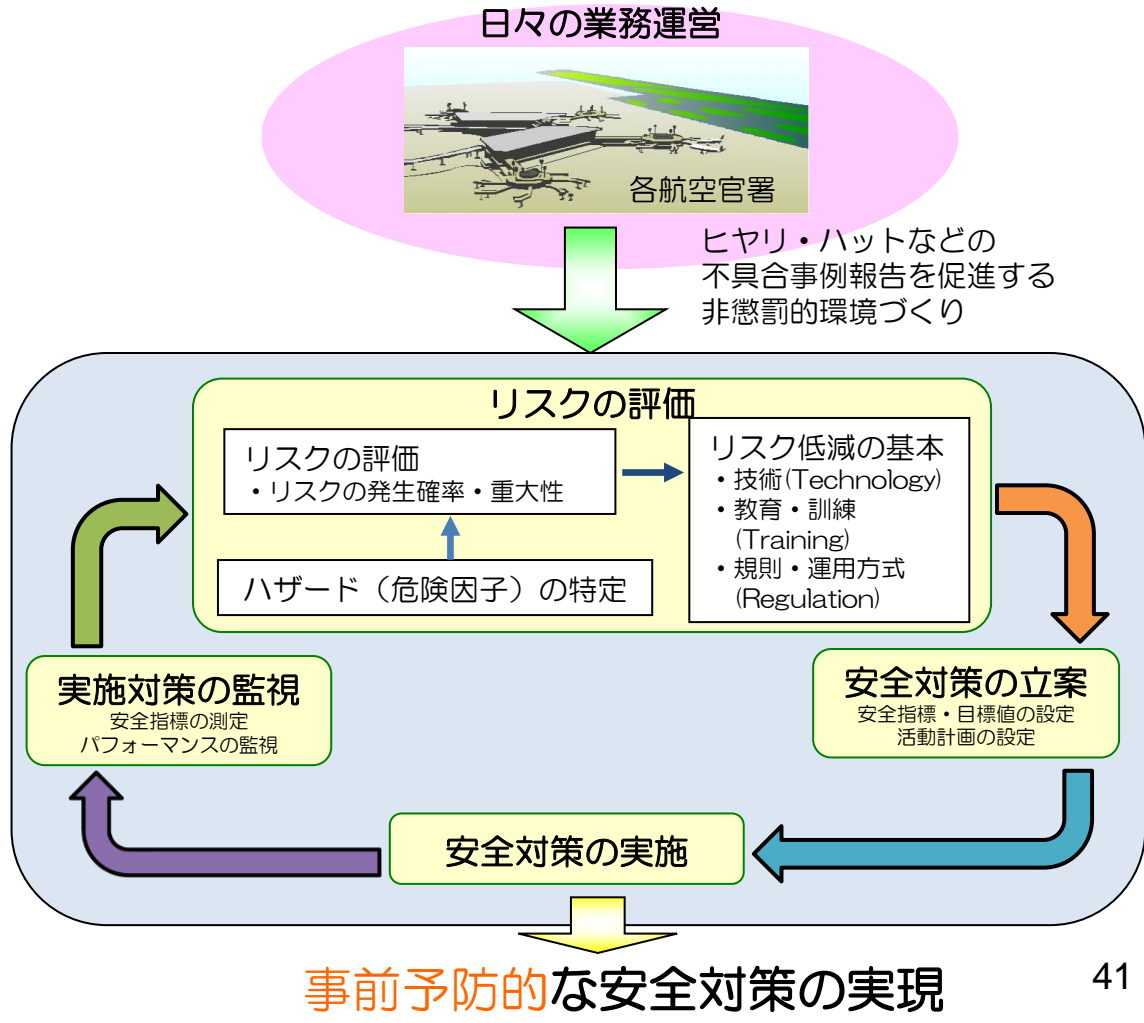 日々の業務運営
各航空官署
ヒヤリ・ハットなどの
不具合事例報告を促進する
非懲罰的環境づくり
リスクの評価
リスクの評価
・リスクの発生確率・重大性
ハザード（危険因子）の特定
リスク低減の基本
・技術(Technology)
・教育・訓練
(Training)
・規則・運用方式
(Regulation)
安全対策の立案
安全指標・目標値の設定
活動計画の設定
安全対策の実施
実施対策の監視
安全指標の測定
パフォーマンスの監視
事前予防的な安全対策の実現
41